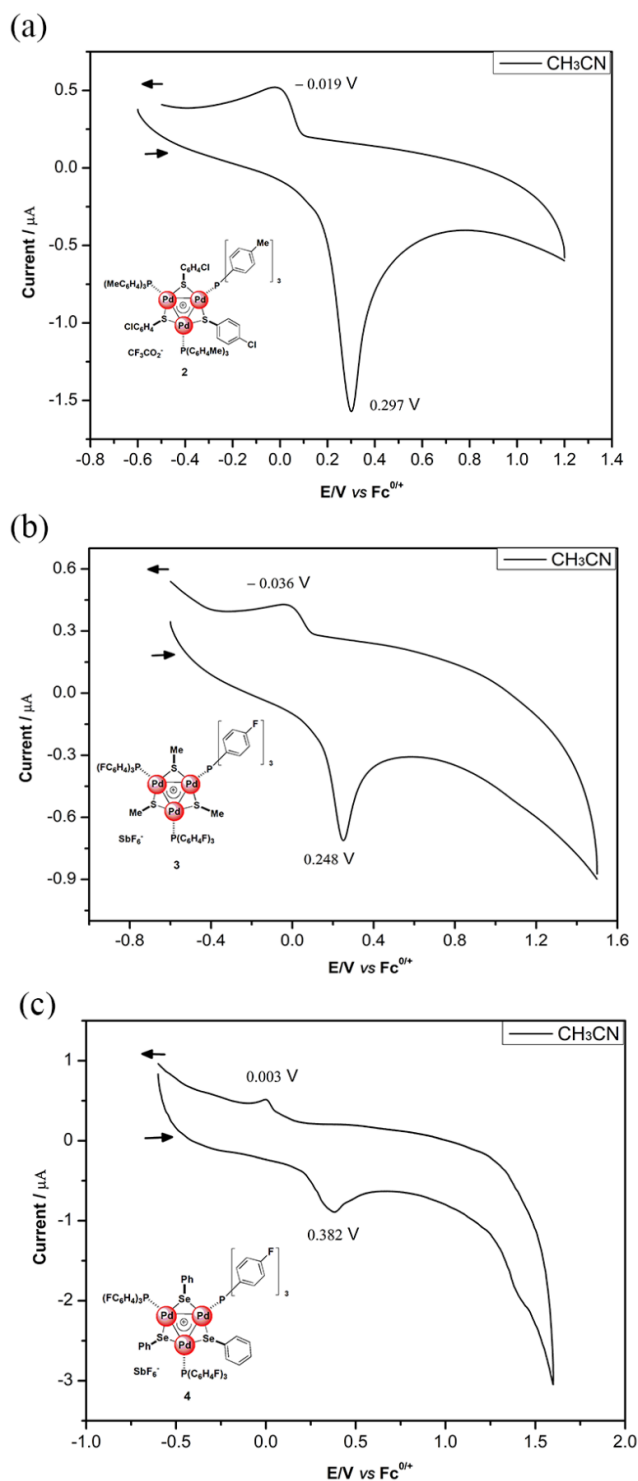 (a)
CH₃CN
− 0.019 V
0.297 V
Current / μA
0.5
0.0
-0.5
-1.0
-1.5
-0.8 -0.6 -0.4 -0.2 0.0 0.2 0.4 0.6 0.8 1.0 1.2 1.4
E/V vs Fc⁰/⁺
C₆H₄Cl
Me
(MeC₆H₄)₃P
S
P
3
Pd
Pd
⊕
ClC₆H₄
S
Pd
S
Cl
CF₃CO₂⁻
P(C₆H₄Me)₃
2
(b)
CH₃CN
− 0.036 V
0.248 V
Current / μA
0.6
0.3
0.0
-0.3
-0.6
-0.9
-0.8 -0.4 0.0 0.4 0.8 1.2 1.6
E/V vs Fc⁰/⁺
F
Me
(FC₆H₄)₃P
S
P
3
Pd
Pd
⊕
Me
S
Pd
S
Me
SbF₆⁻
P(C₆H₄F)₃
3
(c)
CH₃CN
0.003 V
0.382 V
Current / μA
1
0
-1
-2
-3
-1.0 -0.5 0.0 0.5 1.0 1.5 2.0
E/V vs Fc⁰/⁺
F
Ph
(FC₆H₄)₃P
Se
P
3
Pd
Pd
⊕
Ph
Se
Pd
Se
SbF₆⁻
P(C₆H₄F)₃
4